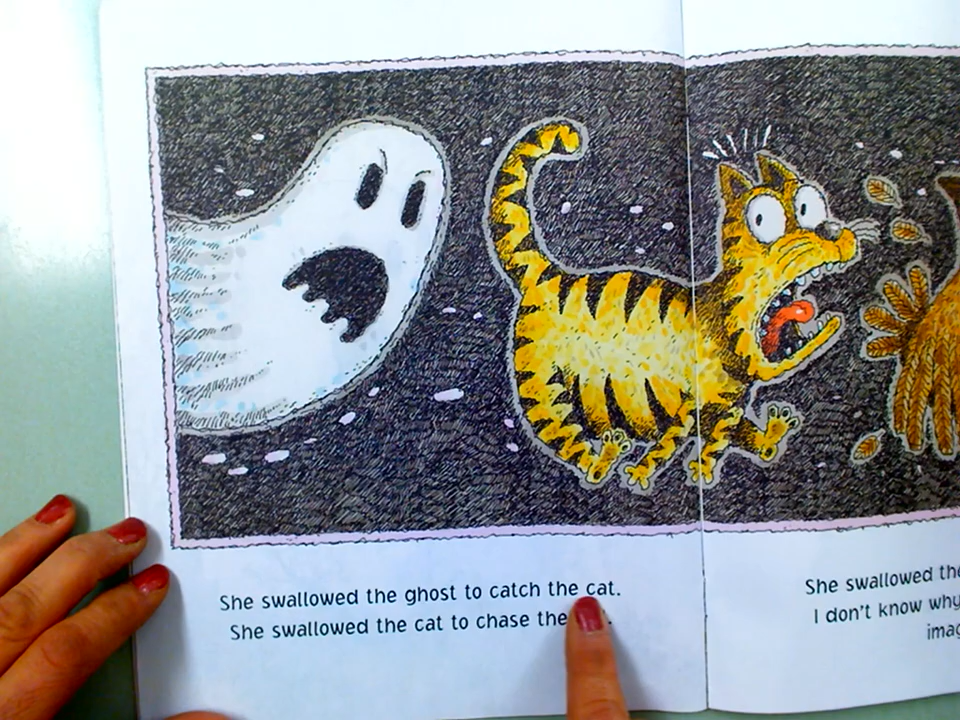 She swallowed the ghost to catch the cat.
She swallowed the cat to chase the
She swallowed the
I don't know why